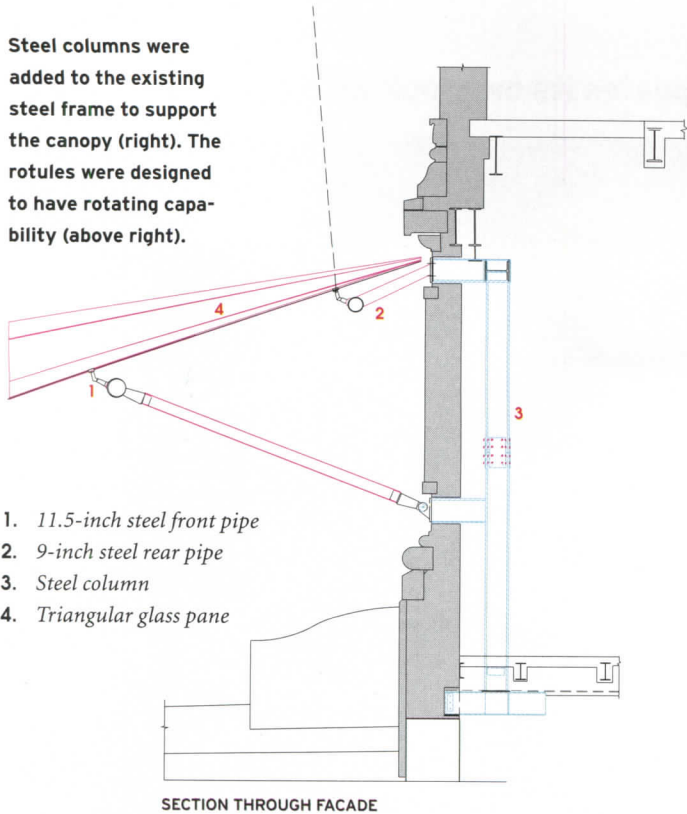 Steel columns were
added to the existing
steel frame to support
the canopy (right). The
rotules were designed
to have rotating capa-
bility (above right).
4
2
1
3
1. 11.5-inch steel front pipe
2. 9-inch steel rear pipe
3. Steel column
4. Triangular glass pane
SECTION THROUGH FACADE